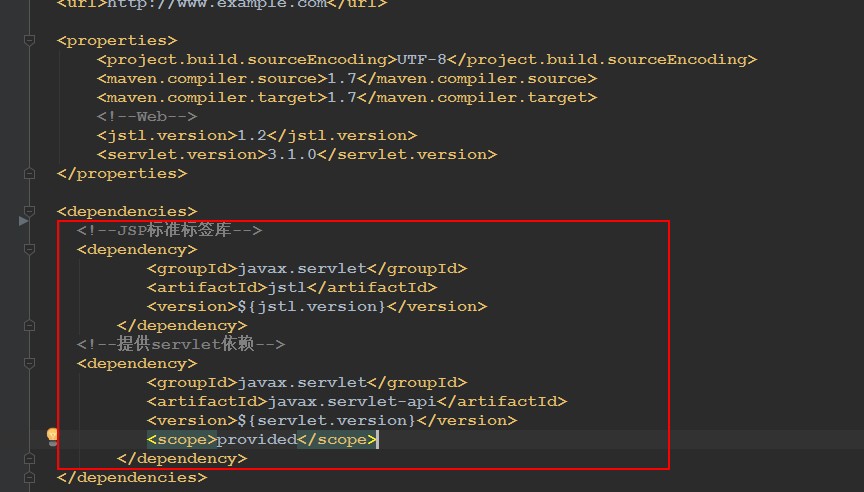 <url>http://www.example.com</url>
<properties>
<project.build.sourceEncoding>UTF-8</project.build.sourceEncoding>
<maven.compiler.source>1.7</maven.compiler.source>
<maven.compiler.target>1.7</maven.compiler.target>
<!--Web-->
<jstl.version>1.2</jstl.version>
<servlet.version>3.1.0</servlet.version>
</properties>
<dependencies>
<!--JSP标准标签库-->
<dependency>
<groupId>javax.servlet</groupId>
<artifactId>jstl</artifactId>
<version>${jstl.version}</version>
</dependency>
<!--提供servlet依赖-->
<dependency>
<groupId>javax.servlet</groupId>
<artifactId>javax.servlet-api</artifactId>
<version>${servlet.version}</version>
<scope>provided</scope>
</dependency>
</dependencies>